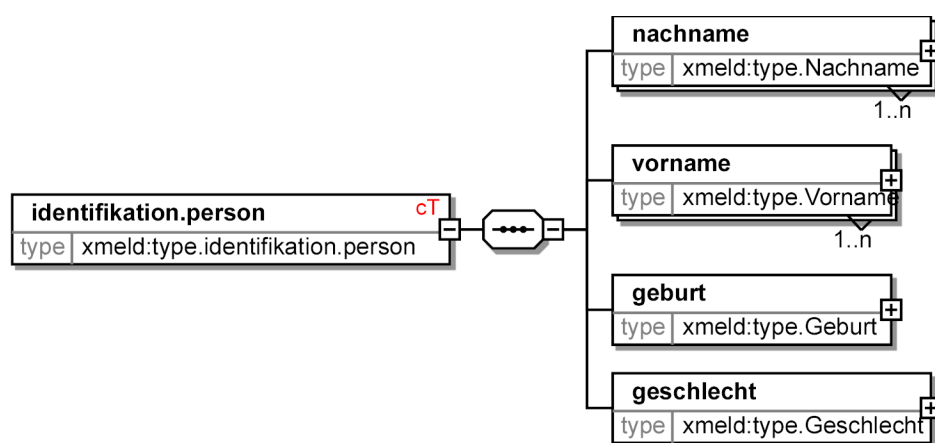 nachname
type xmeld:type.Nachname
1..n
vorname
type xmeld:type.Vorname
1..n
identifikation.person cT
type xmeld:type.identifikation.person
geburt
type xmeld:type.Geburt
geschlecht
type xmeld:type.Geschlecht